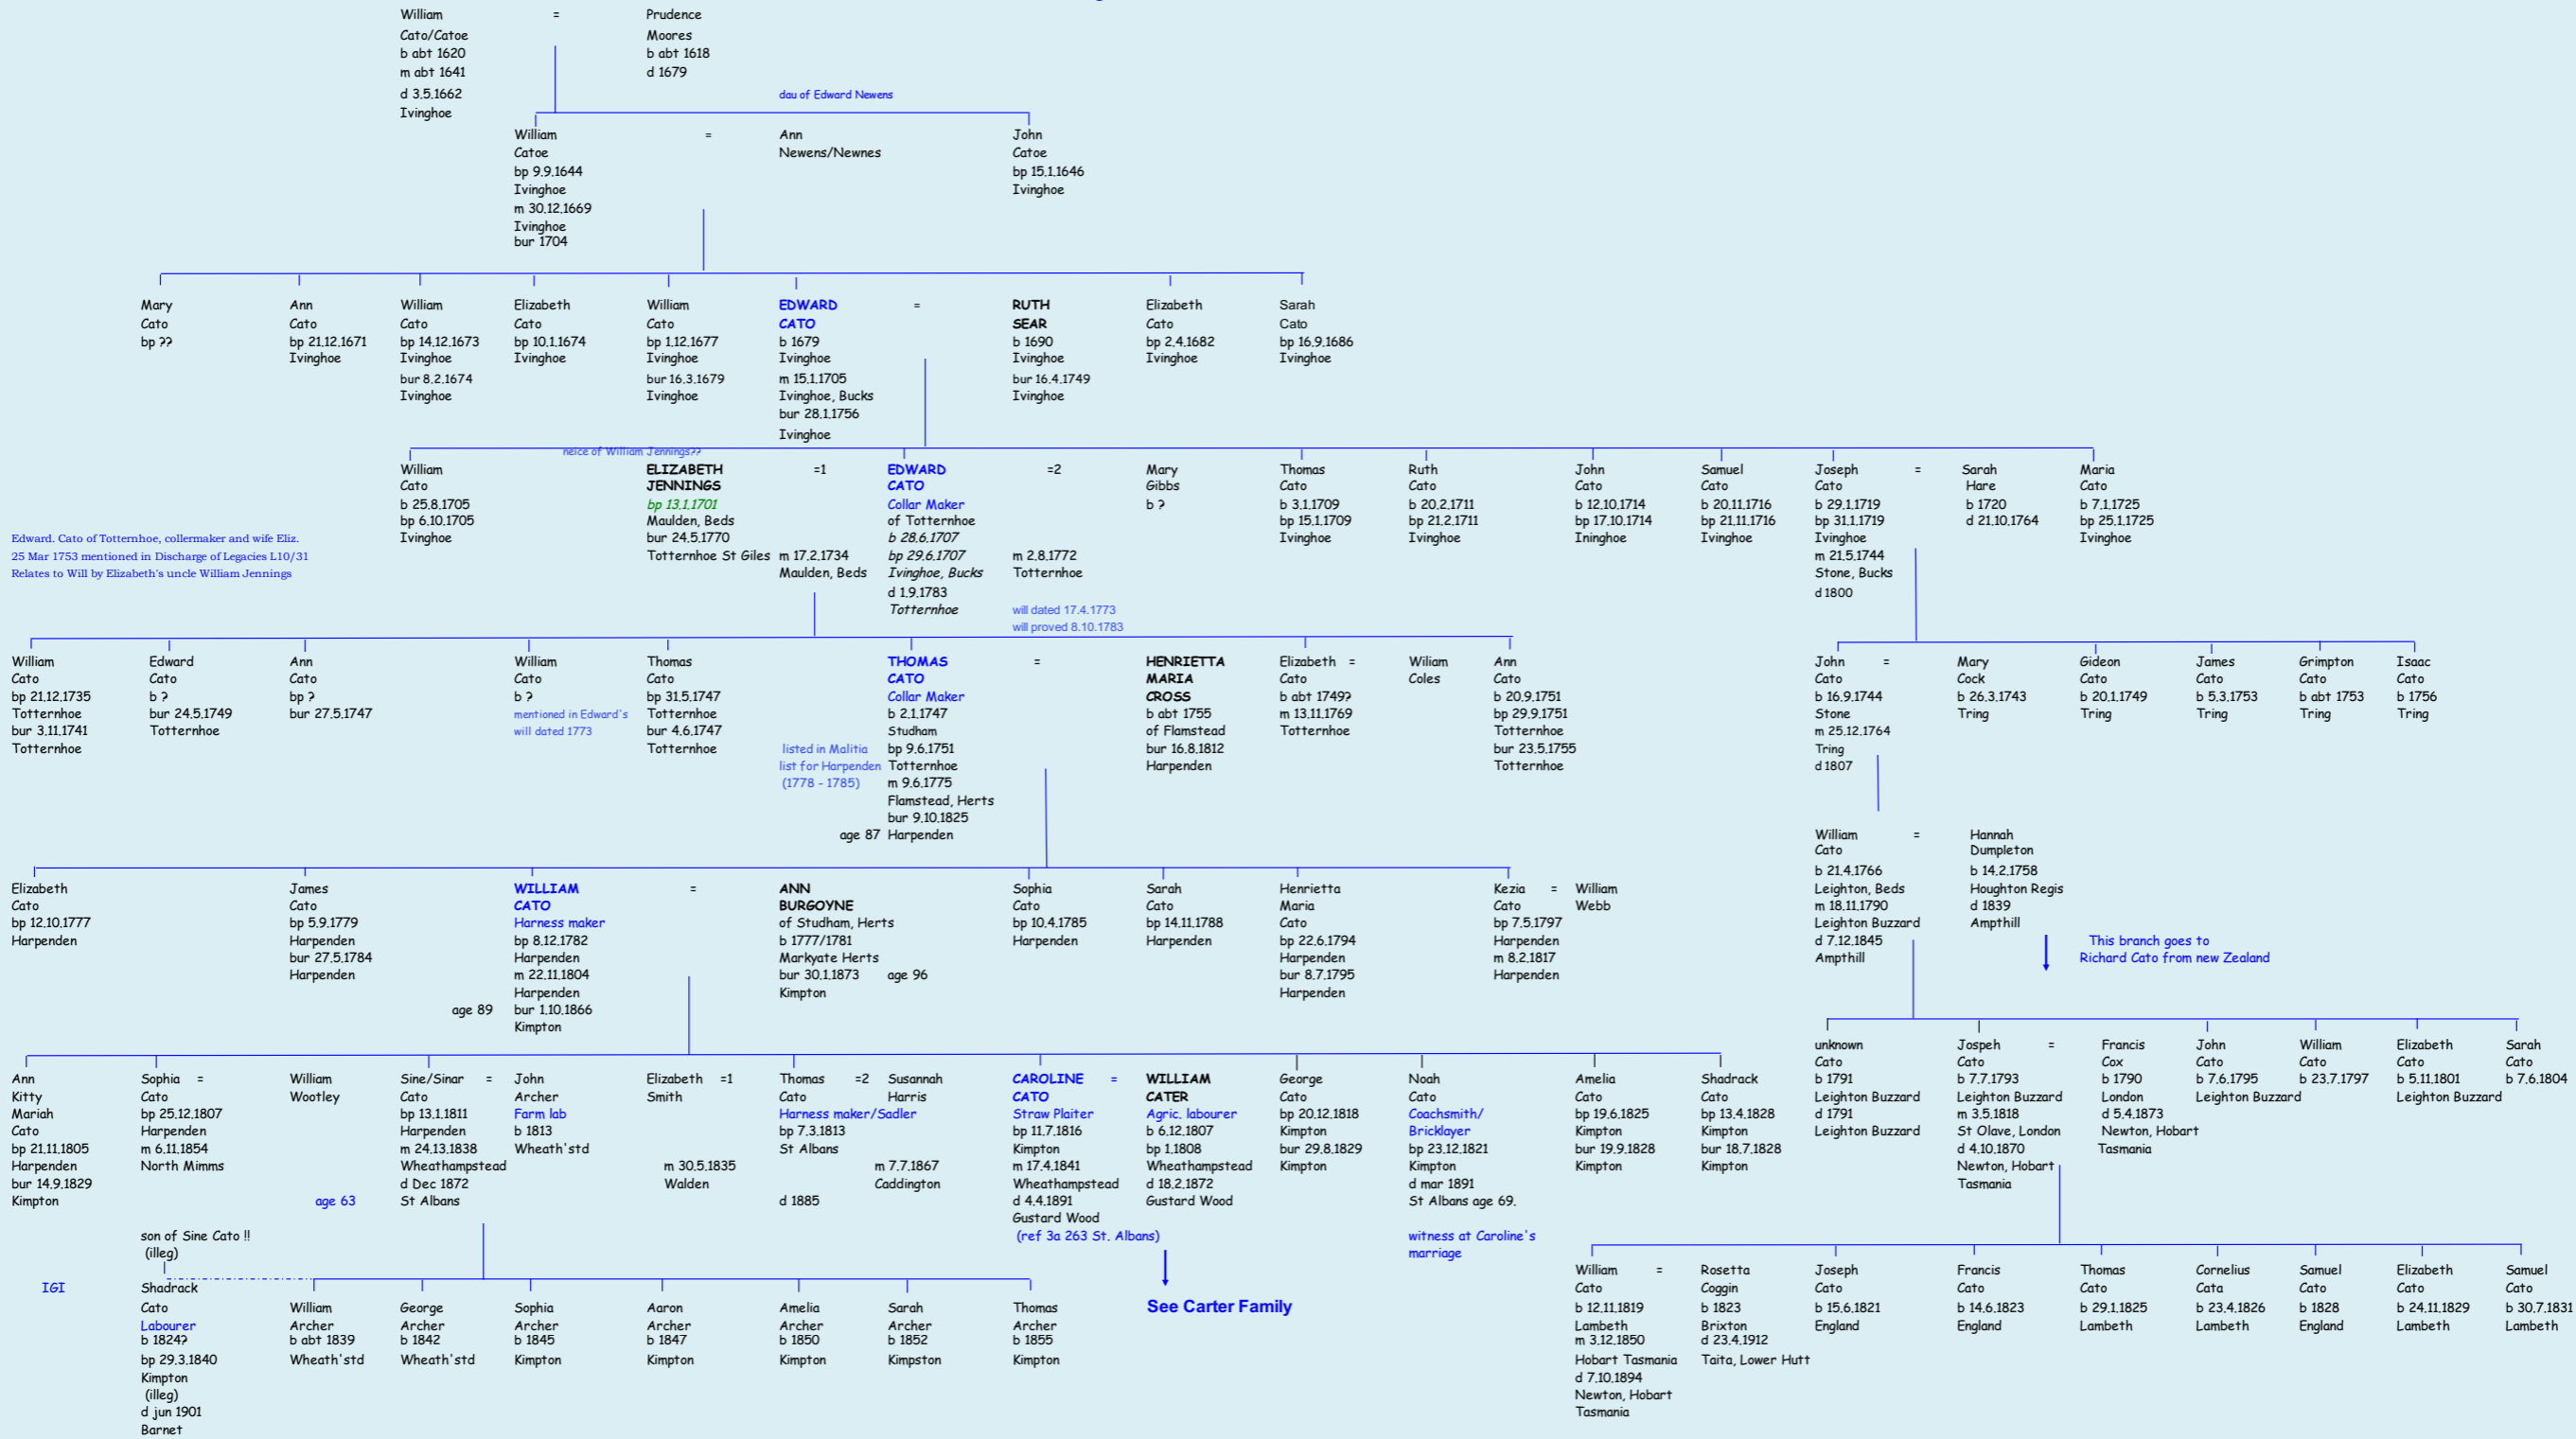 William = Prudence
Cato/Catoe Moores
b abt 1620 b abt 1618
m abt 1641 d 1679
d 3.5.1662
Ivinghoe
dau of Edward Newens
William = Ann
Catoe Newens/Newnes
bp 9.9.1644
Ivinghoe
m 30.12.1669
Ivinghoe
bur 1704
John
Catoe
bp 15.1.1646
Ivinghoe
Mary
Cato
bp ??
Ann
Cato
bp 21.12.1671
Ivinghoe
William
Cato
bp 14.12.1673
Ivinghoe
bur 8.2.1674
Ivinghoe
Elizabeth
Cato
bp 10.1.1674
Ivinghoe
William
Cato
bp 1.12.1677
Ivinghoe
bur 16.3.1679
Ivinghoe
EDWARD =
CATO
b 1679
Ivinghoe
m 15.1.1705
Ivinghoe, Bucks
bur 28.1.1756
Ivinghoe
RUTH
SEAR
b 1690
Ivinghoe
bur 16.4.1749
Ivinghoe
Elizabeth
Cato
bp 2.4.1682
Ivinghoe
Sarah
Cato
bp 16.9.1686
Ivinghoe
neice of William Jennings??
William
Cato
b 25.8.1705
bp 6.10.1705
Ivinghoe
ELIZABETH =1
JENNINGS
bp 13.1.1701
Maulden, Beds
bur 24.5.1770
Totternhoe St Giles
m 17.2.1734
Maulden, Beds
EDWARD =2
CATO
Collar Maker
of Totternhoe
b 28.6.1707
bp 29.6.1707
Ivinghoe, Bucks
d 1.9.1783
Totternhoe
m 2.8.1772
Totternhoe
will dated 17.4.1773
will proved 8.10.1783
Mary
Gibbs
b ?
Thomas
Cato
b 3.1.1709
bp 15.1.1709
Ivinghoe
Ruth
Cato
b 20.2.1711
bp 21.2.1711
Ivinghoe
John
Cato
b 12.10.1714
bp 17.10.1714
Ininghoe
Samuel
Cato
b 20.11.1716
bp 21.11.1716
Ivinghoe
Joseph =
Cato
b 29.1.1719
bp 31.1.1719
Ivinghoe
m 21.5.1744
Stone, Bucks
d 1800
Sarah
Hare
b 1720
d 21.10.1764
Maria
Cato
b 7.1.1725
bp 25.1.1725
Ivinghoe
Edward. Cato of Totternhoe, collermaker and wife Eliz.
25 Mar 1753 mentioned in Discharge of Legacies L10/31
Relates to Will by Elizabeth's uncle William Jennings
William
Cato
bp 21.12.1735
Totternhoe
bur 3.11.1741
Totternhoe
Edward
Cato
b ?
bur 24.5.1749
Totternhoe
Ann
Cato
bp ?
bur 27.5.1747
William
Cato
b ?
mentioned in Edward's
will dated 1773
Thomas
Cato
bp 31.5.1747
Totternhoe
bur 4.6.1747
Totternhoe
listed in Malitia
list for Harpenden
(1778 - 1785)
THOMAS =
CATO
Collar Maker
b 2.1.1747
Studham
bp 9.6.1751
Totternhoe
m 9.6.1775
Flamstead, Herts
bur 9.10.1825
age 87 Harpenden
HENRIETTA
MARIA
CROSS
b abt 1755
of Flamstead
bur 16.8.1812
Harpenden
Elizabeth =
Cato
b abt 1749?
m 13.11.1769
Totternhoe
Wiliam
Coles
Ann
Cato
b 20.9.1751
bp 29.9.1751
Totternhoe
bur 23.5.1755
Totternhoe
John =
Cato
b 16.9.1744
Stone
m 25.12.1764
Tring
d 1807
Mary
Cock
b 26.3.1743
Tring
Gideon
Cato
b 20.1.1749
Tring
James
Cato
b 5.3.1753
Tring
Grimpton
Cato
b abt 1753
Tring
Isaac
Cato
b 1756
Tring
William =
Cato
b 21.4.1766
Leighton, Beds
m 18.11.1790
Leighton Buzzard
d 7.12.1845
Ampthill
Hannah
Dumpleton
b 14.2.1758
Houghton Regis
d 1839
Ampthill
This branch goes to
Richard Cato from new Zealand
Elizabeth
Cato
bp 12.10.1777
Harpenden
James
Cato
bp 5.9.1779
Harpenden
bur 27.5.1784
Harpenden
WILLIAM =
CATO
Harness maker
bp 8.12.1782
Harpenden
m 22.11.1804
Harpenden
age 89 bur 1.10.1866
Kimpton
ANN
BURGOYNE
of Studham, Herts
b 1777/1781
Markyate Herts
bur 30.1.1873 age 96
Kimpton
Sophia
Cato
bp 10.4.1785
Harpenden
Sarah
Cato
bp 14.11.1788
Harpenden
Henrietta
Maria
Cato
bp 22.6.1794
Harpenden
bur 8.7.1795
Harpenden
Kezia =
Cato
bp 7.5.1797
Harpenden
m 8.2.1817
Harpenden
William
Webb
Ann
Kitty
Mariah
Cato
bp 21.11.1805
Harpenden
bur 14.9.1829
Kimpton
Sophia =
Cato
bp 25.12.1807
Harpenden
m 6.11.1854
North Mimms
William
Wootley
age 63
Sine/Sinar =
Cato
bp 13.1.1811
Harpenden
m 24.13.1838
Wheathampstead
d Dec 1872
St Albans
John
Archer
Farm lab
b 1813
Wheath'std
Elizabeth =1
Smith
m 30.5.1835
Walden
Thomas =2
Cato
Harness maker/Sadler
bp 7.3.1813
St Albans
d 1885
Susannah
Harris
m 7.7.1867
Caddington
CAROLINE =
CATO
Straw Plaiter
bp 11.7.1816
Kimpton
m 17.4.1841
Wheathampstead
d 4.4.1891
Gustard Wood
(ref 3a 263 St. Albans)
WILLIAM
CATER
Agric. labourer
b 6.12.1807
bp 1.1808
Wheathampstead
d 18.2.1872
Gustard Wood
See Carter Family
George
Cato
bp 20.12.1818
Kimpton
bur 29.8.1829
Kimpton
Noah
Cato
Coachsmith/
Bricklayer
bp 23.12.1821
Kimpton
d mar 1891
St Albans age 69.
witness at Caroline's
marriage
Amelia
Cato
bp 19.6.1825
Kimpton
bur 19.9.1828
Kimpton
Shadrack
Cato
bp 13.4.1828
Kimpton
bur 18.7.1828
Kimpton
unknown
Cato
b 1791
Leighton Buzzard
d 1791
Leighton Buzzard
Jospeh =
Cato
b 7.7.1793
Leighton Buzzard
m 3.5.1818
St Olave, London
d 4.10.1870
Newton, Hobart
Tasmania
Francis
Cox
b 1790
London
d 5.4.1873
Newton, Hobart
Tasmania
John
Cato
b 7.6.1795
Leighton Buzzard
William
Cato
b 23.7.1797
Elizabeth
Cato
b 5.11.1801
Leighton Buzzard
Sarah
Cato
b 7.6.1804
son of Sine Cato !!
(illeg)
IGI
Shadrack
Cato
Labourer
b 1824?
bp 29.3.1840
Kimpton
(illeg)
d jun 1901
Barnet
William
Archer
b abt 1839
Wheath'std
George
Archer
b 1842
Wheath'std
Sophia
Archer
b 1845
Kimpton
Aaron
Archer
b 1847
Kimpton
Amelia
Archer
b 1850
Kimpton
Sarah
Archer
b 1852
Kimpston
Thomas
Archer
b 1855
Kimpton
William =
Cato
b 12.11.1819
Lambeth
m 3.12.1850
Hobart Tasmania
d 7.10.1894
Newton, Hobart
Tasmania
Rosetta
Coggin
b 1823
Brixton
d 23.4.1912
Taita, Lower Hutt
Joseph
Cato
b 15.6.1821
England
Francis
Cato
b 14.6.1823
England
Thomas
Cato
b 29.1.1825
Lambeth
Cornelius
Cata
b 23.4.1826
Lambeth
Samuel
Cato
b 1828
England
Elizabeth
Cato
b 24.11.1829
Lambeth
Samuel
Cato
b 30.7.1831
Lambeth